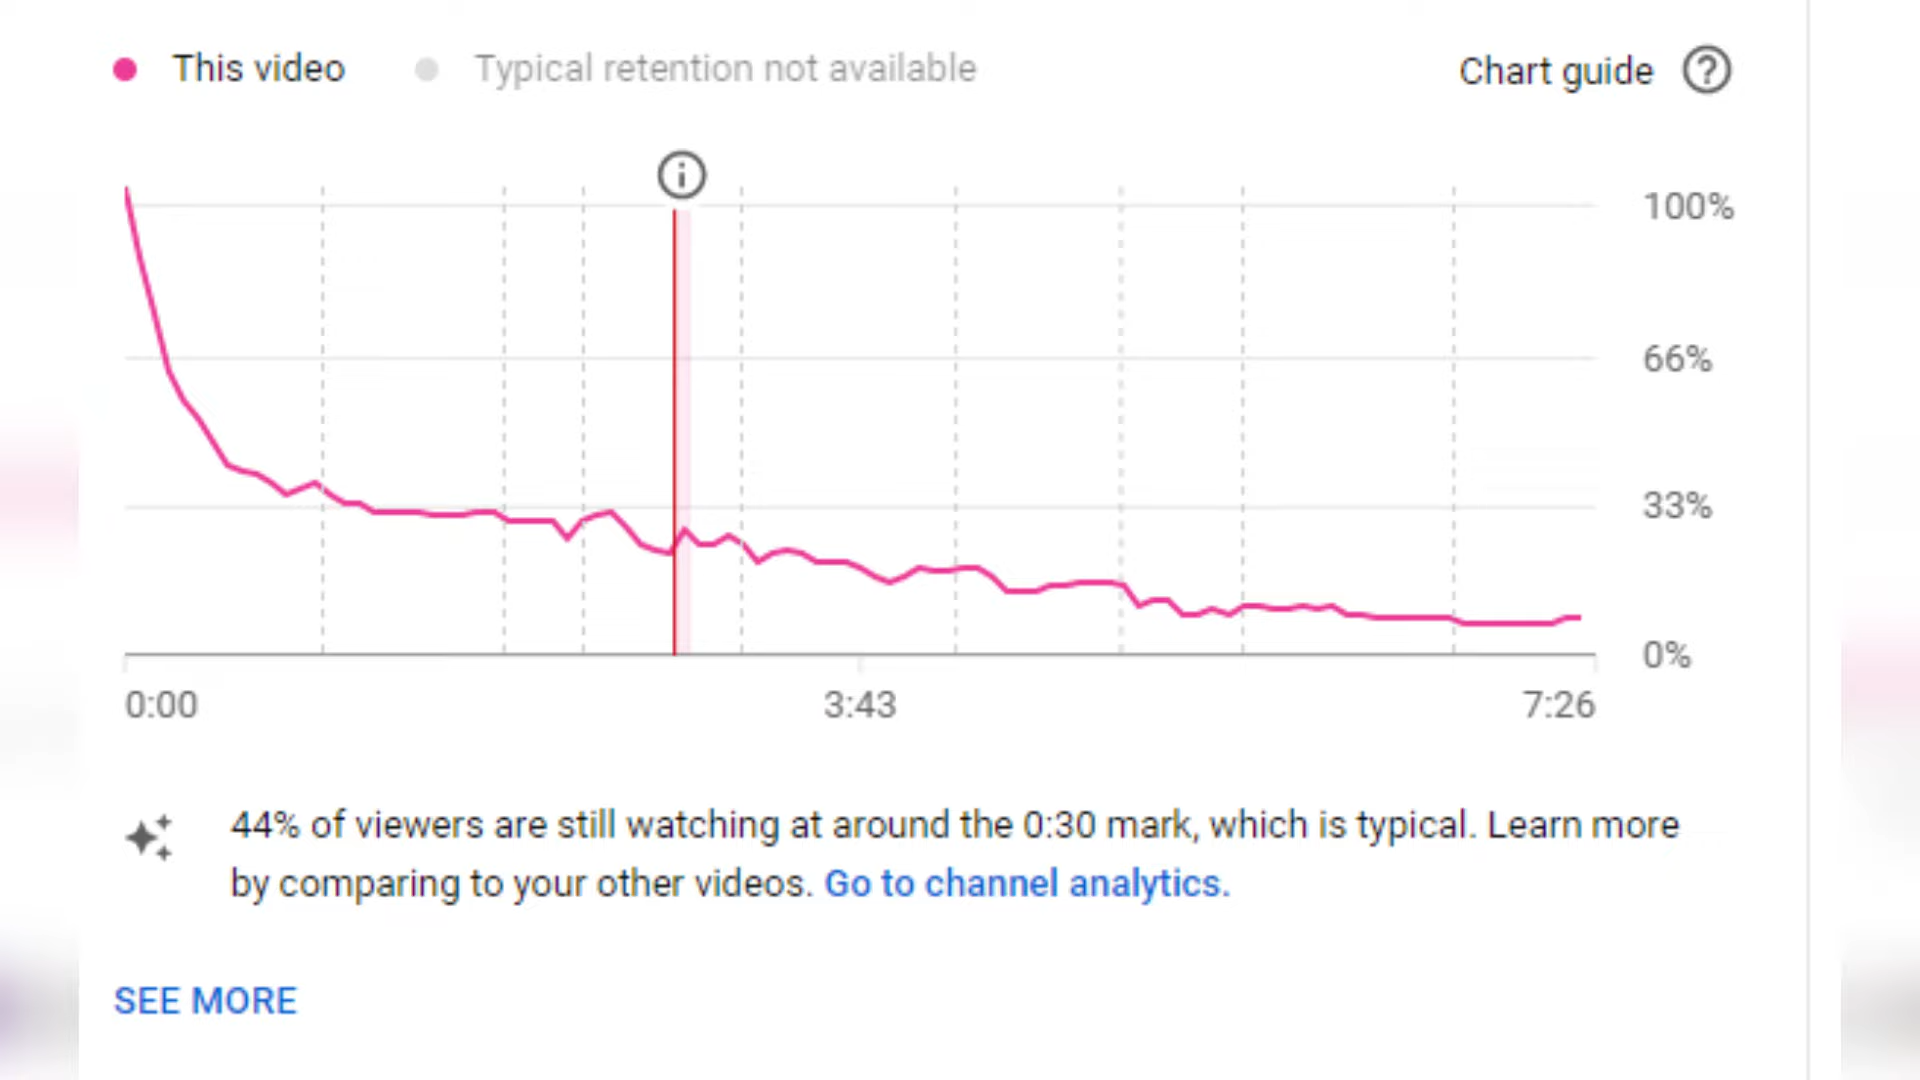 This video
Typical retention not available
Chart guide
100%
66%
33%
0%
0:00
3:43
7:26
44% of viewers are still watching at around the 0:30 mark, which is typical. Learn more
by comparing to your other videos. Go to channel analytics.
SEE MORE